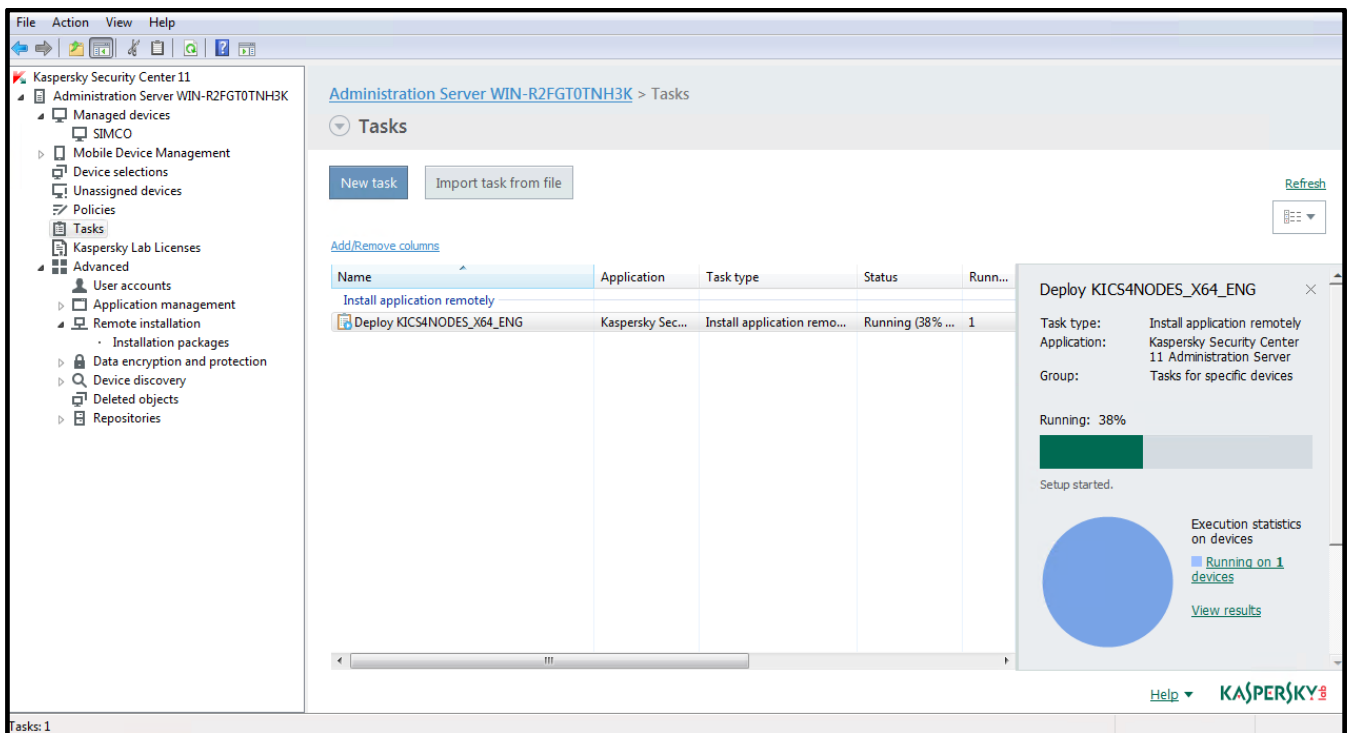 File Action View Help
Kaspersky Security Center 11
Administration Server WIN-R2FGT0TNH3K
Managed devices
SIMCO
Mobile Device Management
Device selections
Unassigned devices
Policies
Tasks
Kaspersky Lab Licenses
Advanced
User accounts
Application management
Remote installation
Installation packages
Data encryption and protection
Device discovery
Deleted objects
Repositories
Administration Server WIN-R2FGT0TNH3K > Tasks
Tasks
New task Import task from file
Refresh
Add/Remove columns
Name Application Task type Status Runn...
Install application remotely
Deploy KICS4NODES_X64_ENG Kaspersky Sec... Install application remo... Running (38% ... 1
Deploy KICS4NODES_X64_ENG
Task type: Install application remotely
Application: Kaspersky Security Center
11 Administration Server
Group: Tasks for specific devices
Running: 38%
Setup started.
Execution statistics
on devices
Running on 1
devices
View results
Help
KASPERSKY lab
Tasks: 1